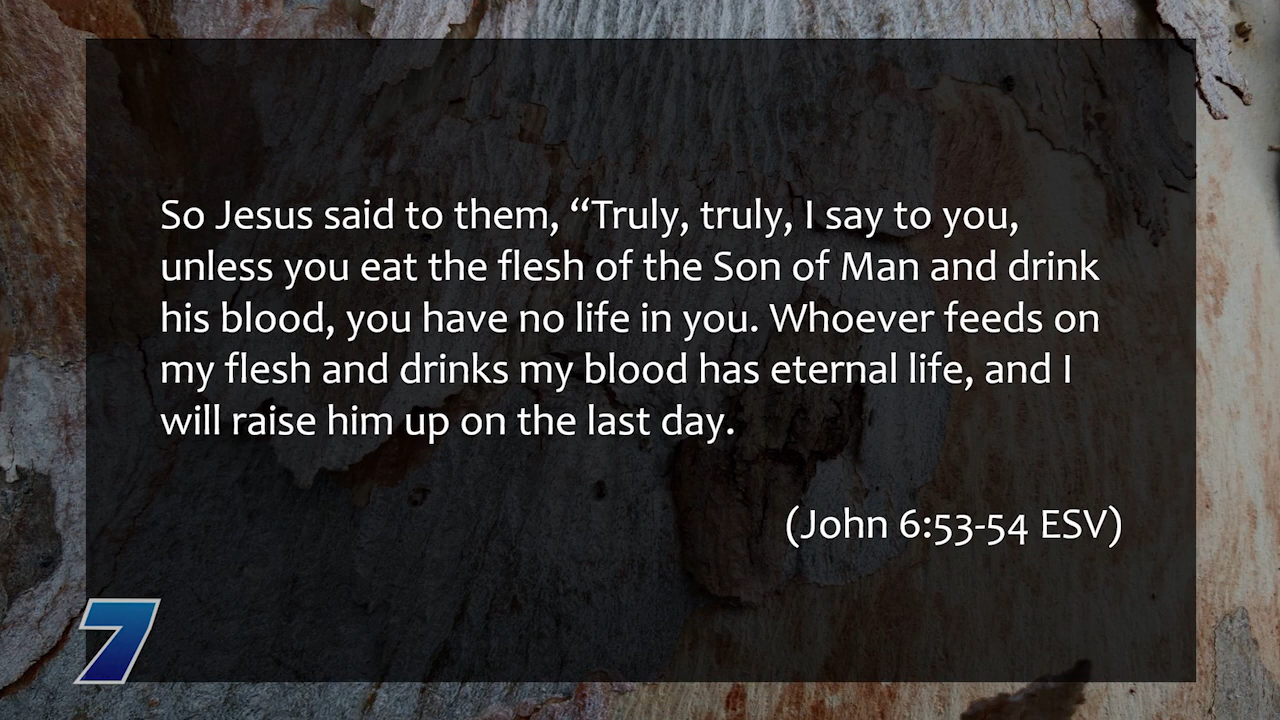 So Jesus said to them, “Truly, truly, I say to you,
unless you eat the flesh of the Son of Man and drink
his blood, you have no life in you. Whoever feeds on
my flesh and drinks my blood has eternal life, and I
will raise him up on the last day.
(John 6:53-54 ESV)
7